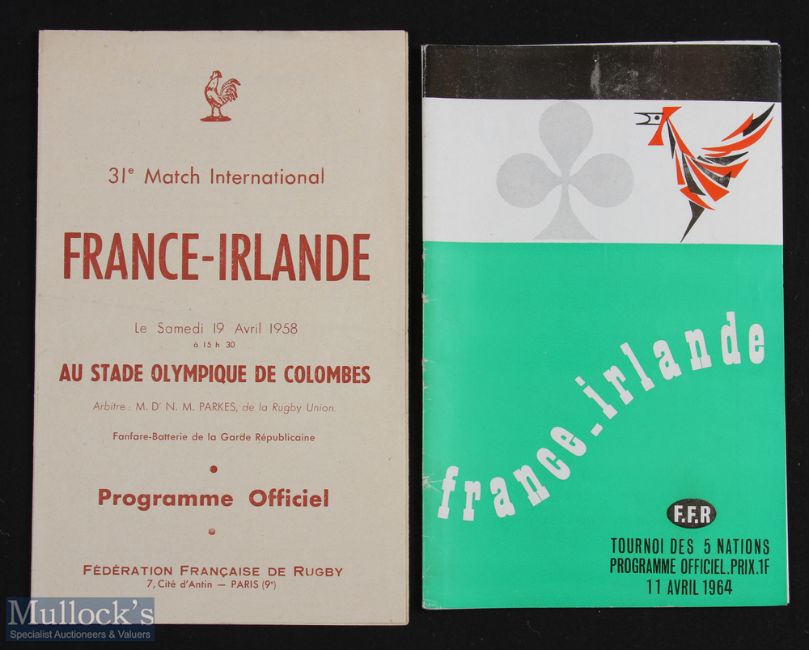 31e Match International
FRANCE-IRLANDE
Le Samedi 19 Avril 1958
à 15 h 30
AU STADE OLYMPIQUE DE COLOMBES
Arbitre : M. Dr N. M. PARKES, de la Rugby Union.
Fanfare-Batterie de la Garde Républicaine
Programme Officiel
FÉDÉRATION FRANÇAISE DE RUGBY
7, Cité d'Antin — PARIS (9e)
france-irlande
F.F.R
TOURNOI DES 5 NATIONS
PROGRAMME OFFICIEL.PRIX.1F
11 AVRIL 1964
Mullock's
Specialist Auctioneers & Valuers